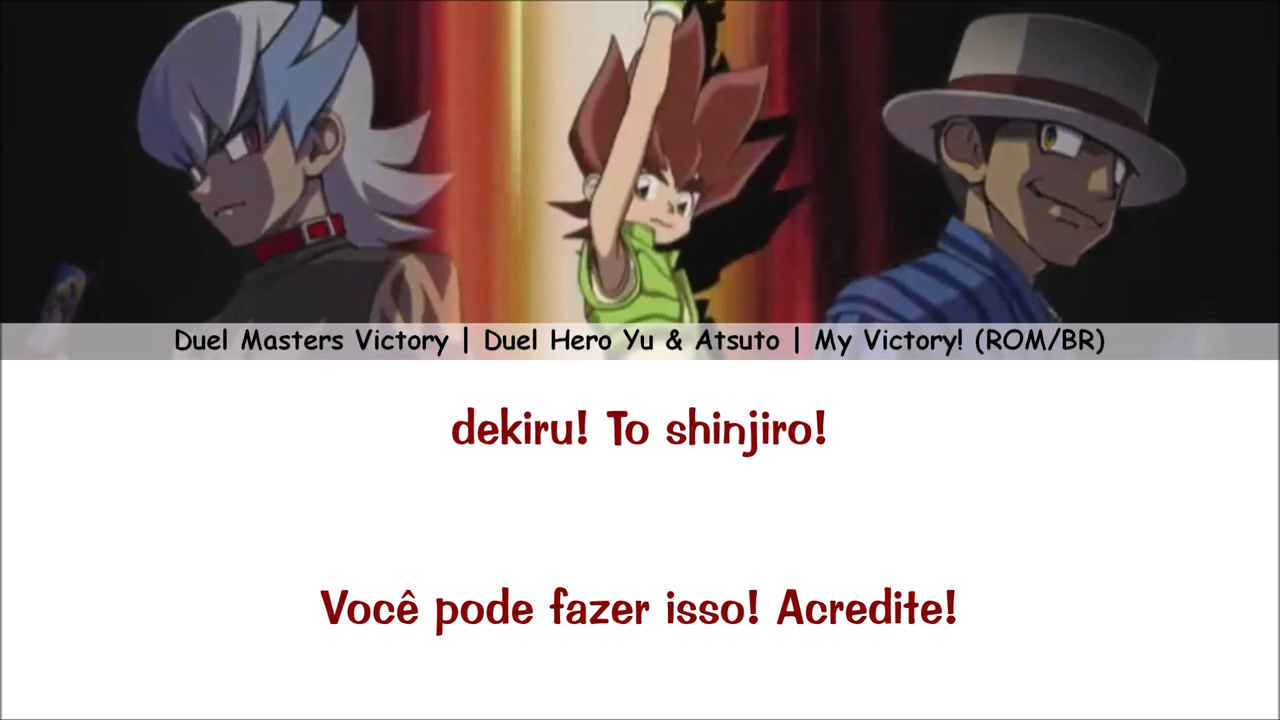 Duel Masters Victory | Duel Hero Yu & Atsuto | My Victory! (ROM/BR)
dekiru! To shinjiro!
Você pode fazer isso! Acredite!